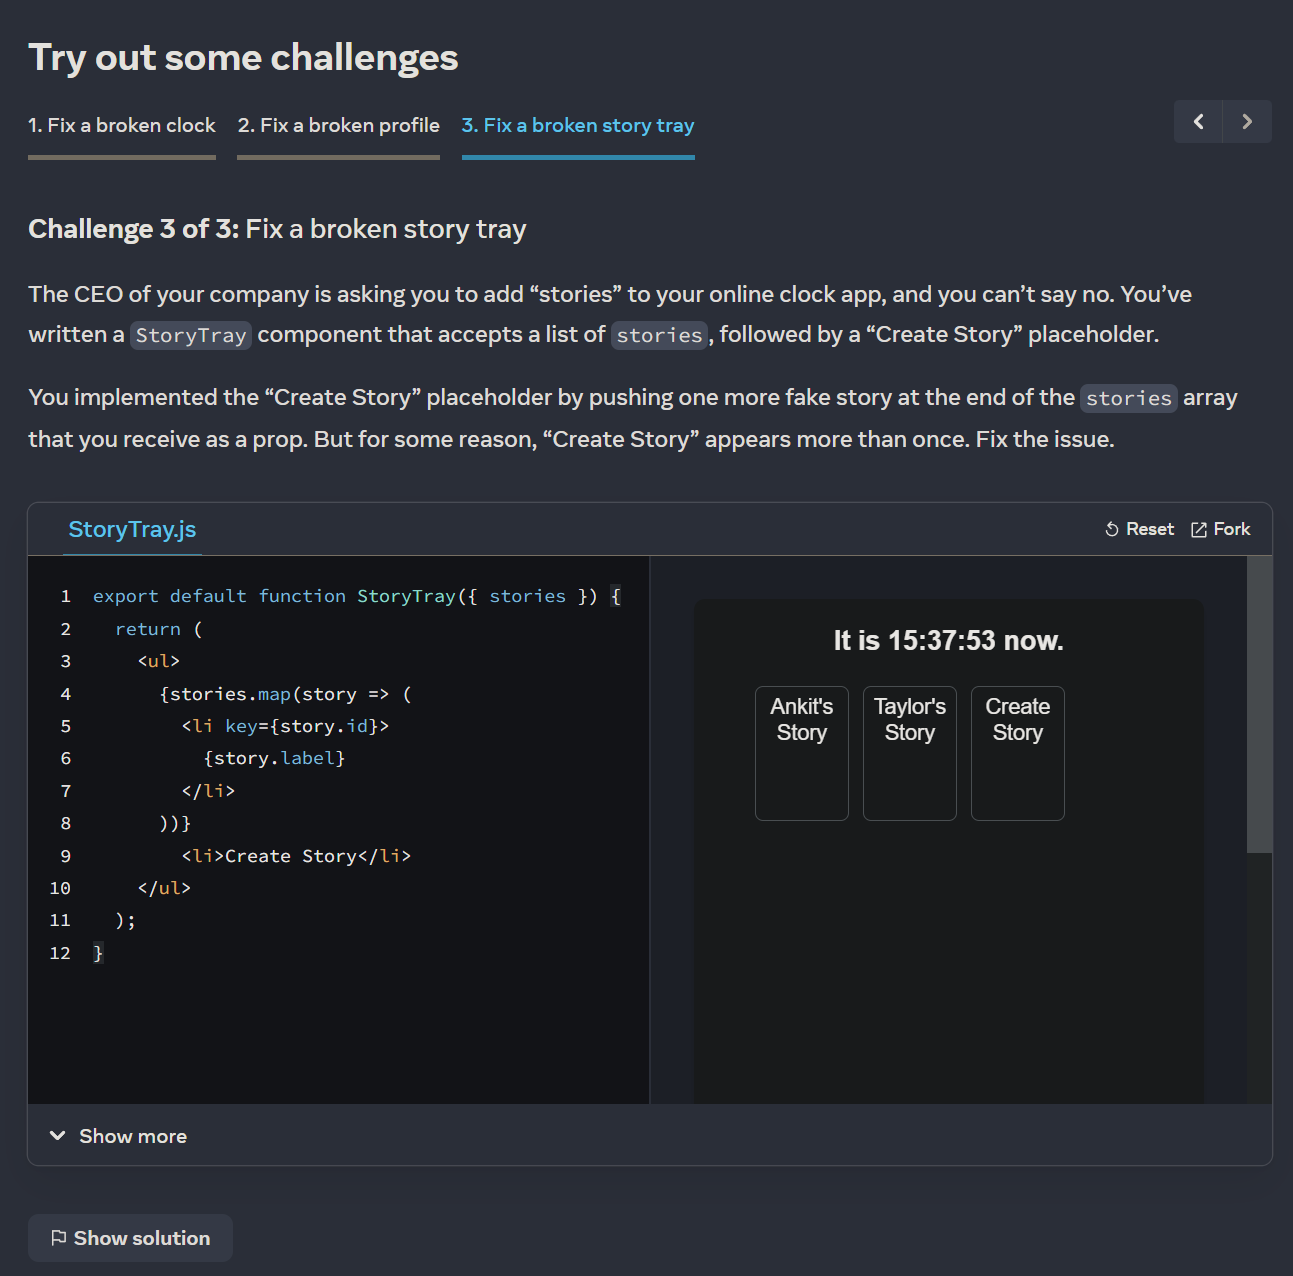 Try out some challenges
1. Fix a broken clock 2. Fix a broken profile 3. Fix a broken story tray
Challenge 3 of 3: Fix a broken story tray
The CEO of your company is asking you to add “stories” to your online clock app, and you can’t say no. You’ve
written a StoryTray component that accepts a list of stories, followed by a “Create Story” placeholder.
You implemented the “Create Story” placeholder by pushing one more fake story at the end of the stories array
that you receive as a prop. But for some reason, “Create Story” appears more than once. Fix the issue.
StoryTray.js
Reset Fork
1 export default function StoryTray({ stories }) {
2   return (
3     <ul>
4       {stories.map(story => (
5         <li key={story.id}>
6           {story.label}
7         </li>
8       ))}
9         <li>Create Story</li>
10     </ul>
11   );
12 }
It is 15:37:53 now.
Ankit's
Story
Taylor's
Story
Create
Story
Show more
Show solution